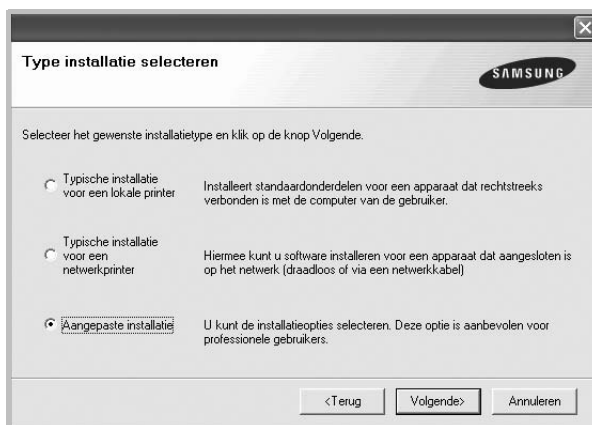 Type installatie selecteren
SAMSUNG
Selecteer het gewenste installatietype en klik op de knop Volgende.
Typische installatie
voor een lokale printer
Installeert standaardonderdelen voor een apparaat dat rechtstreeks
verbonden is met de computer van de gebruiker.
Typische installatie
voor een
netwerkprinter
Hiermee kunt u software installeren voor een apparaat dat aangesloten is
op het netwerk (draadloos of via een netwerkkabel)
Aangepaste installatie
U kunt de installatieopties selecteren. Deze optie is aanbevolen voor
professionele gebruikers.
<Terug
Volgende>
Annuleren